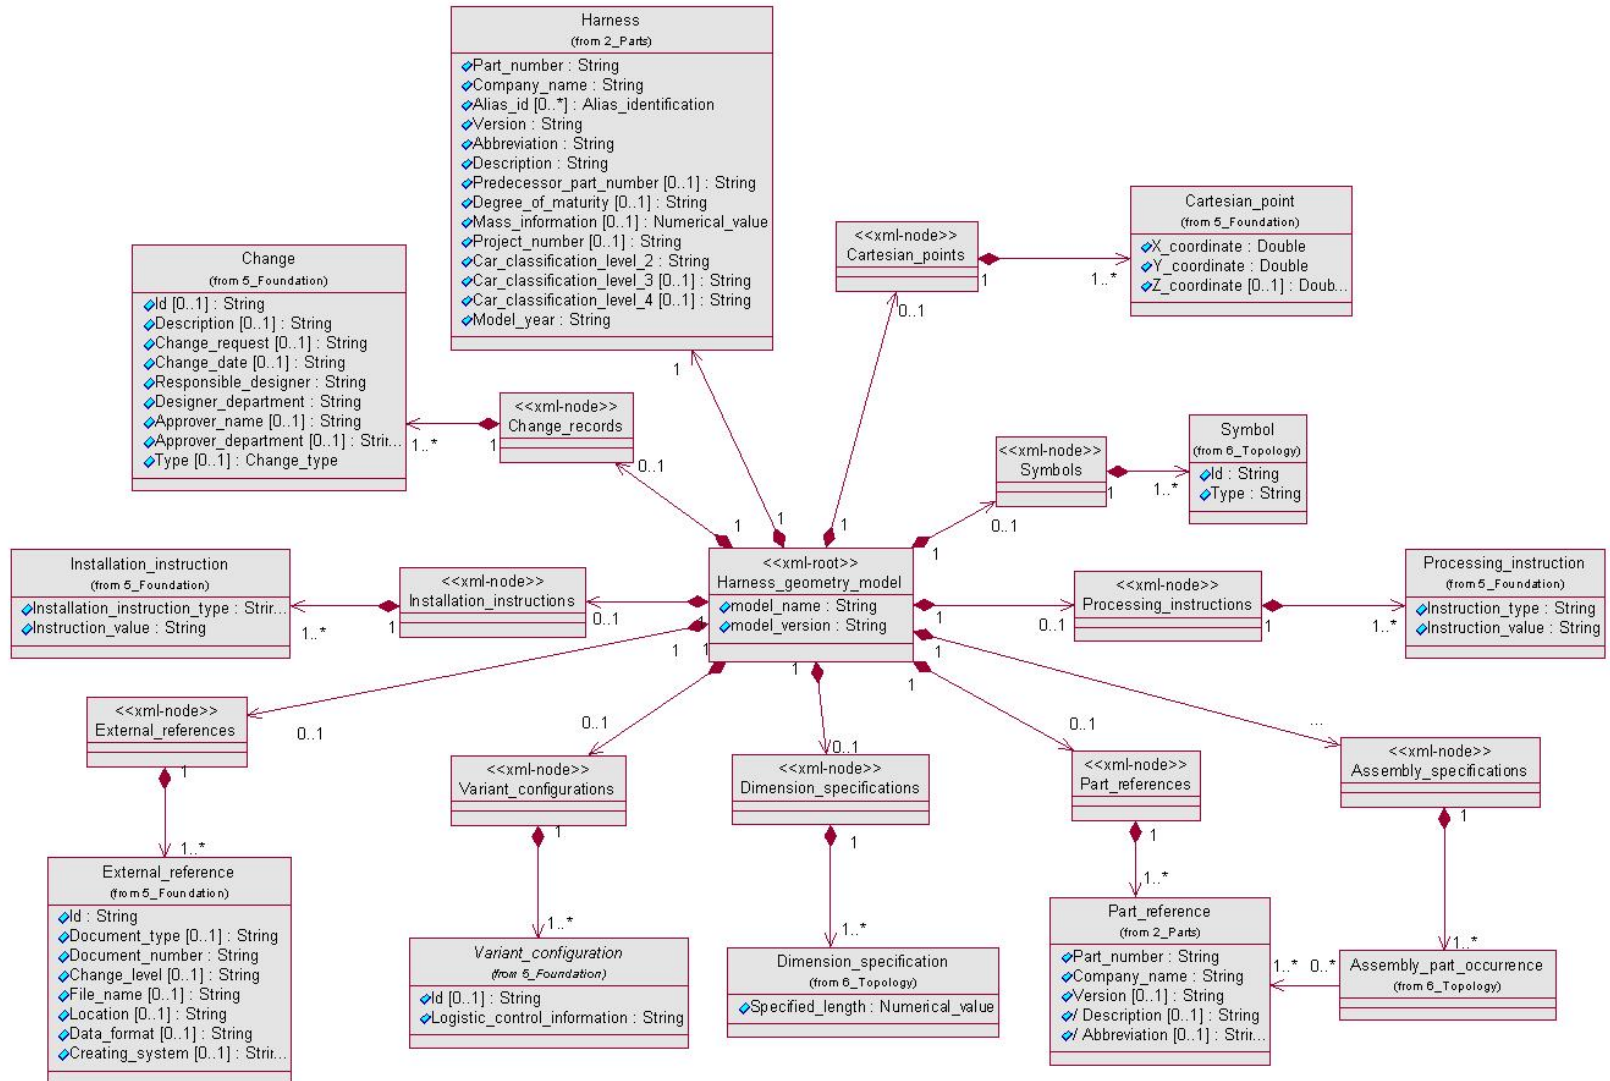 Harness
(from 2_Parts)
Part_number : String
Company_name : String
Alias_id [0..*] : Alias_identification
Version : String
Abbreviation : String
Description : String
Predecessor_part_number [0..1] : String
Degree_of_maturity [0..1] : String
Mass_information [0..1] : Numerical_value
Project_number [0..1] : String
Car_classification_level_2 : String
Car_classification_level_3 [0..1] : String
Car_classification_level_4 [0..1] : String
Model_year : String
1
1
Cartesian_point
(from 5_Foundation)
X_coordinate : Double
Y_coordinate : Double
Z_coordinate [0..1] : Doub...
<<xml-node>>
Cartesian_points
1
1..*
0..1
1
Change
(from 5_Foundation)
Id [0..1] : String
Description [0..1] : String
Change_request [0..1] : String
Change_date [0..1] : String
Responsible_designer : String
Designer_department : String
Approver_name [0..1] : String
Approver_department [0..1] : Strir...
Type [0..1] : Change_type
<<xml-node>>
Change_records
1..*
1
0..1
1
<<xml-node>>
Symbols
1
1..*
0..1
1
Symbol
(from 6_Topology)
Id : String
Type : String
Installation_instruction
(from 5_Foundation)
Installation_instruction_type : Strir...
Instruction_value : String
1..*
1
<<xml-node>>
Installation_instructions
0..1
1
<<xml-root>>
Harness_geometry_model
model_name : String
model_version : String
1
0..1
<<xml-node>>
Processing_instructions
1
1..*
Processing_instruction
(from 5_Foundation)
Instruction_type : String
Instruction_value : String
1
1
1
1
1
<<xml-node>>
External_references
0..1
1
1..*
External_reference
(from 5_Foundation)
Id : String
Document_type [0..1] : String
Document_number : String
Change_level [0..1] : String
File_name [0..1] : String
Location [0..1] : String
Data_format [0..1] : String
Creating_system [0..1] : Strir...
0..1
<<xml-node>>
Variant_configurations
1
1..*
Variant_configuration
(from 5_Foundation)
Id [0..1] : String
Logistic_control_information : String
0..1
<<xml-node>>
Dimension_specifications
1
1..*
Dimension_specification
(from 6_Topology)
Specified_length : Numerical_value
0..1
<<xml-node>>
Part_references
1
1..*
Part_reference
(from 2_Parts)
Part_number : String
Company_name : String
Version [0..1] : String
/ Description [0..1] : String
/ Abbreviation [0..1] : Strir...
...
<<xml-node>>
Assembly_specifications
1
1..*
1..*
0..*
Assembly_part_occurrence
(from 6_Topology)